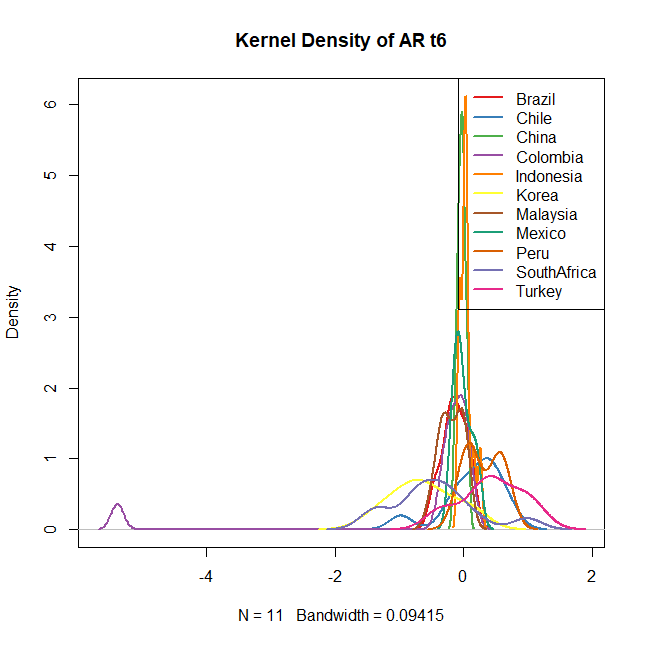 Kernel Density of AR t6
Brazil
Chile
China
Colombia
Indonesia
Korea
Malaysia
Mexico
Peru
SouthAfrica
Turkey
Density
6
5
4
3
2
1
0
-4 -2 0 2
N = 11 Bandwidth = 0.09415